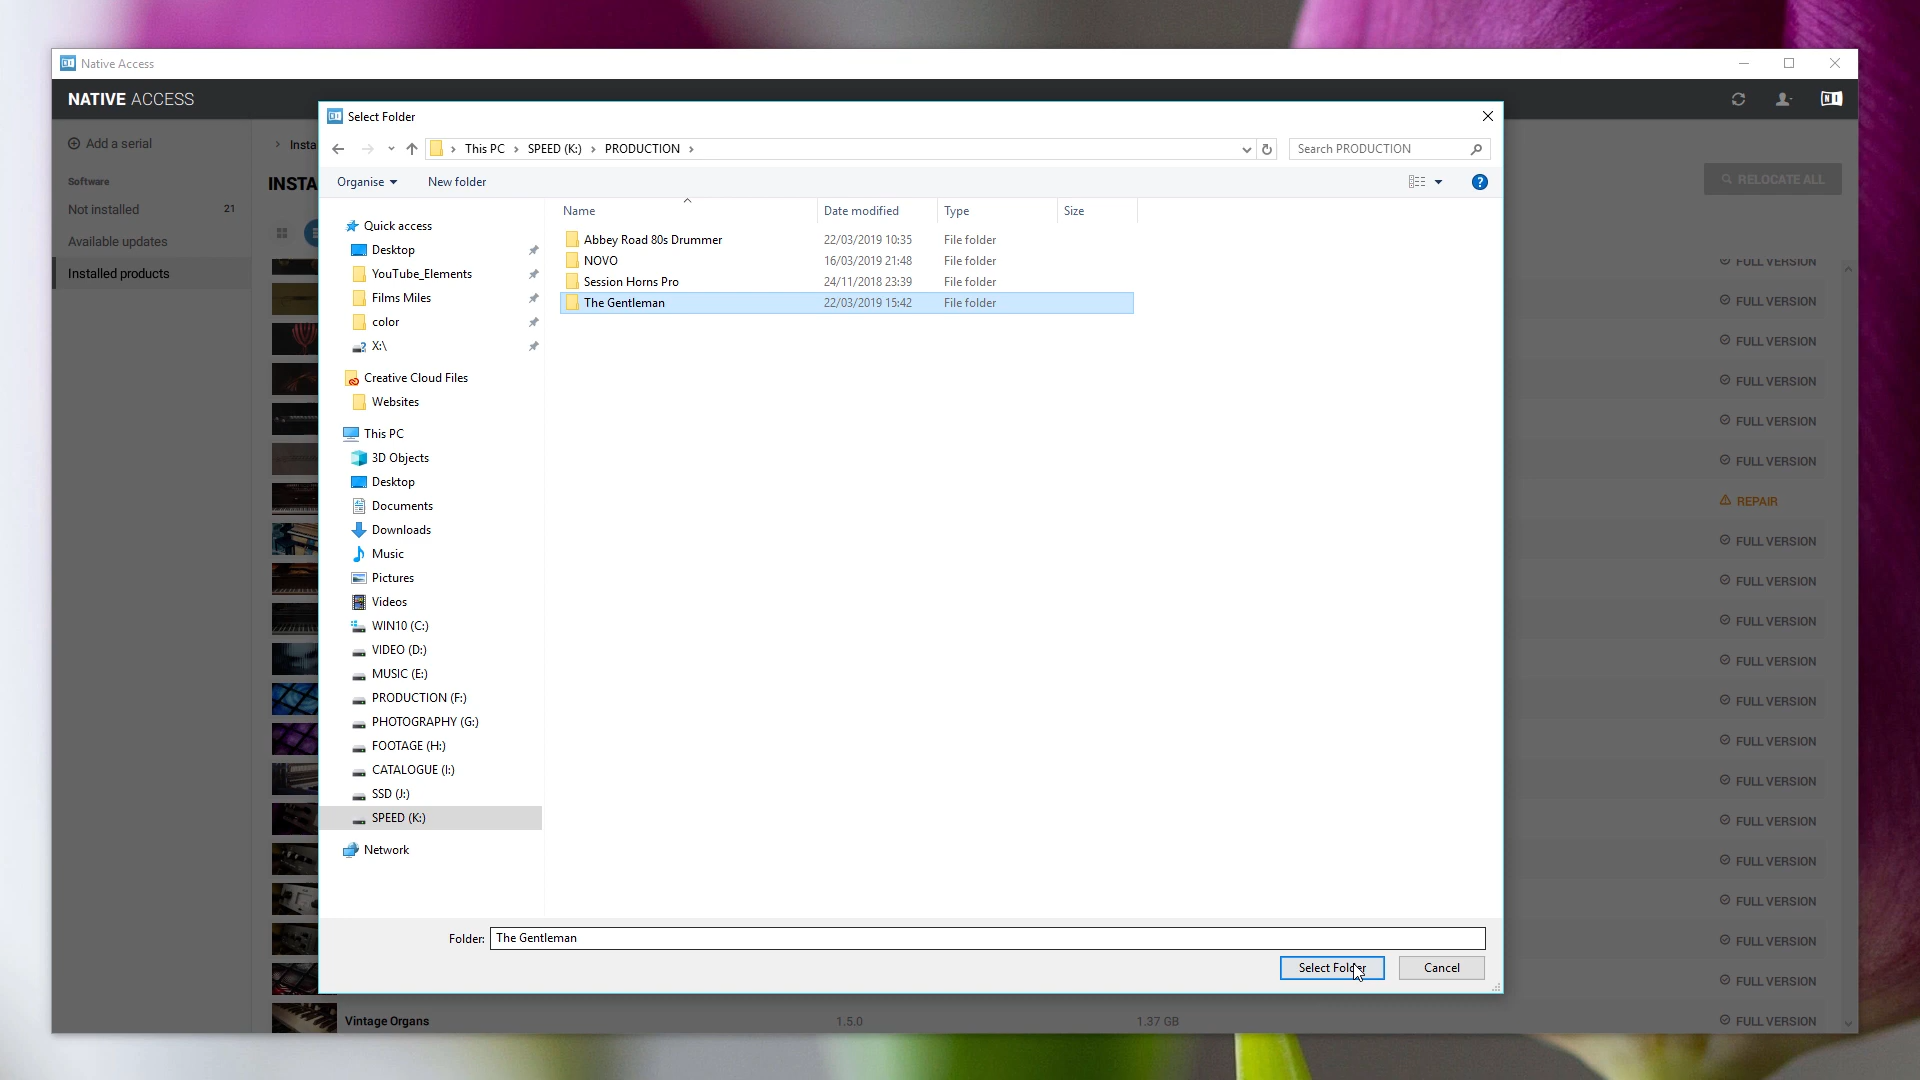 Native Access
NATIVE ACCESS
Add a serial
Software
Not installed 21
Available updates
Installed products
Insta
INSTA
RELOCATE ALL
Select Folder
This PC > SPEED (K:) > PRODUCTION >
Search PRODUCTION
Organise
New folder
Name Date modified Type Size
Abbey Road 80s Drummer 22/03/2019 10:35 File folder
NOVO 16/03/2019 21:48 File folder
Session Horns Pro 24/11/2018 23:39 File folder
The Gentleman 22/03/2019 15:42 File folder
Quick access
Desktop
YouTube_Elements
Films Miles
color
X:\
Creative Cloud Files
Websites
This PC
3D Objects
Desktop
Documents
Downloads
Music
Pictures
Videos
WIN10 (C:)
VIDEO (D:)
MUSIC (E:)
PRODUCTION (F:)
PHOTOGRAPHY (G:)
FOOTAGE (H:)
CATALOGUE (I:)
SSD (J:)
SPEED (K:)
Network
Folder: The Gentleman
Select Folder
Cancel
FULL VERSION
FULL VERSION
FULL VERSION
FULL VERSION
FULL VERSION
FULL VERSION
REPAIR
FULL VERSION
FULL VERSION
FULL VERSION
FULL VERSION
FULL VERSION
FULL VERSION
FULL VERSION
FULL VERSION
FULL VERSION
FULL VERSION
FULL VERSION
FULL VERSION
Vintage Organs 1.5.0 1.37 GB FULL VERSION